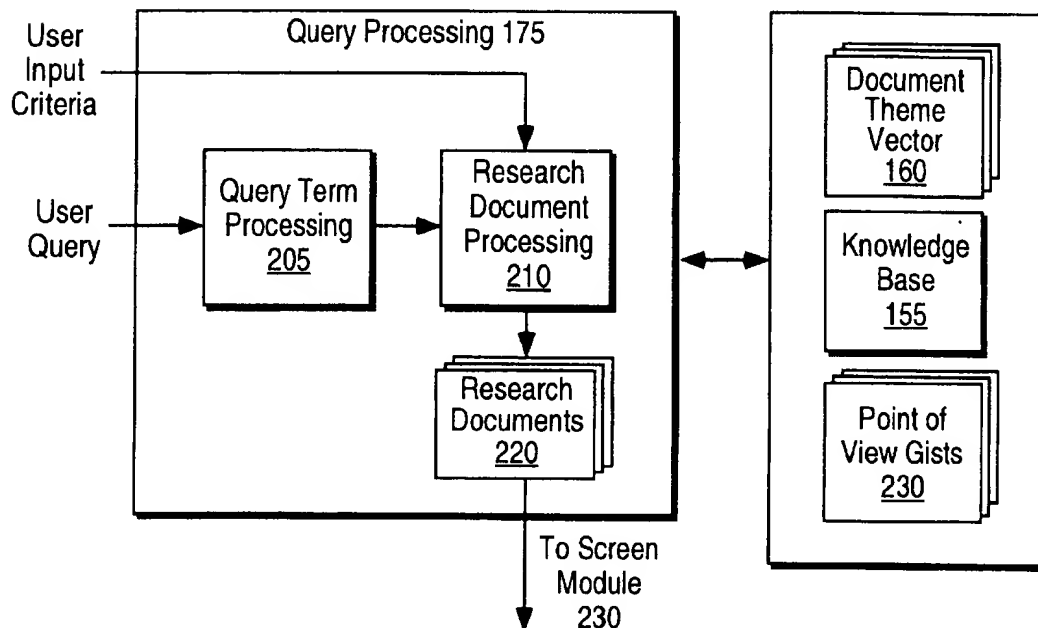 User
Input
Criteria
Query Processing 175
User
Query
Query Term
Processing
205
Research
Document
Processing
210
Research
Documents
220
To Screen
Module
230
Document
Theme
Vector
160
Knowledge
Base
155
Point of
View Gists
230